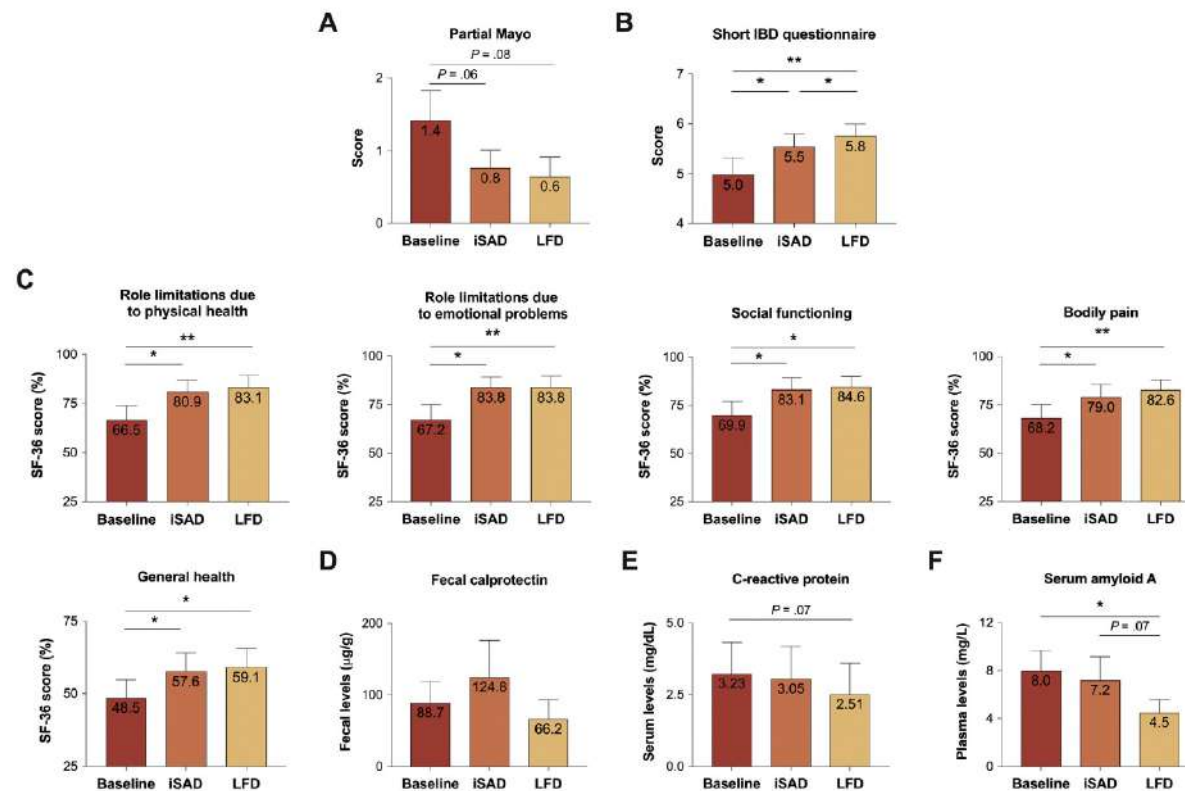 A
Partial Mayo
P = .08
P = .06
Score
2
1
0
1.4
0.8
0.6
Baseline iSAD LFD
B
Short IBD questionnaire
**
* *
Score
7
6
5
4
5.0
5.5
5.8
Baseline iSAD LFD
C
Role limitations due
to physical health
**
*
SF-36 score (%)
100
75
50
25
66.5
80.9
83.1
Baseline iSAD LFD
Role limitations due
to emotional problems
**
*
SF-36 score (%)
100
75
50
25
67.2
83.8
83.8
Baseline iSAD LFD
Social functioning
*
*
SF-36 score (%)
100
75
50
25
69.9
83.1
84.6
Baseline iSAD LFD
Bodily pain
**
*
SF-36 score (%)
100
75
50
25
68.2
79.0
82.6
Baseline iSAD LFD
General health
*
*
SF-36 score (%)
75
50
25
48.5
57.6
59.1
Baseline iSAD LFD
D
Fecal calprotectin
Fecal levels (µg/g)
200
100
0
88.7
124.6
66.2
Baseline iSAD LFD
E
C-reactive protein
P = .07
Serum levels (mg/dL)
5.0
2.5
0.0
3.23
3.05
2.51
Baseline iSAD LFD
F
Serum amyloid A
*
P = .07
Plasma levels (mg/L)
12
8
4
0
8.0
7.2
4.5
Baseline iSAD LFD